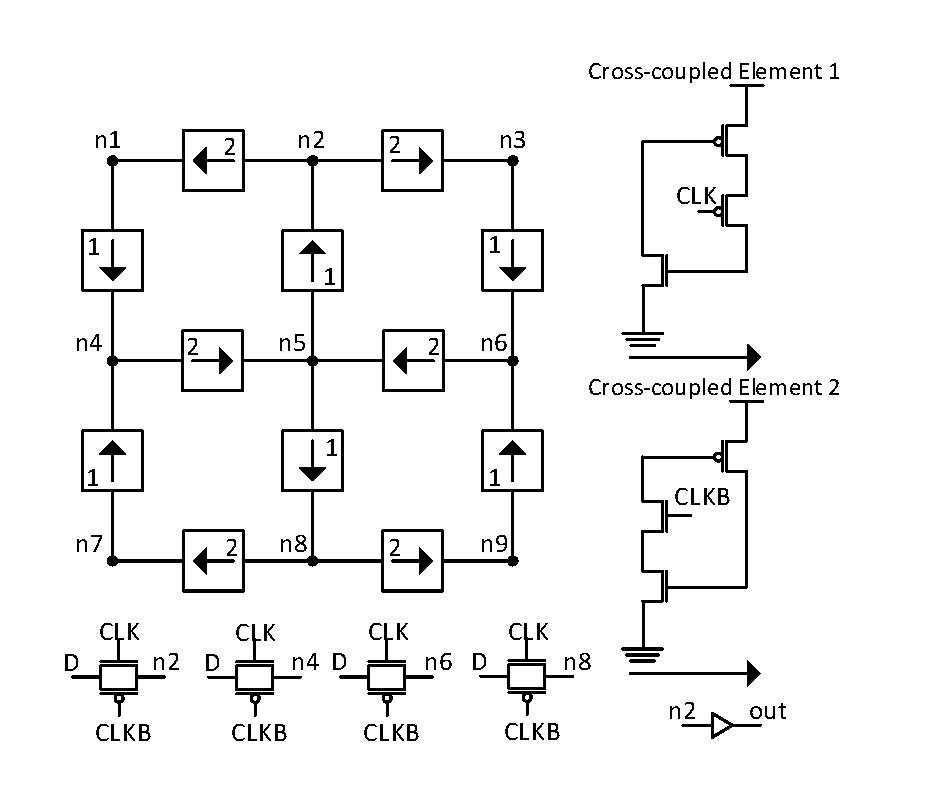 Cross-coupled Element 1
n1
2
n2
2
n3
CLK
1
1
1
n4
2
n5
2
n6
Cross-coupled Element 2
1
1
1
CLKB
n7
2
n8
2
n9
CLK
CLK
CLK
CLK
D
n2
D
n4
D
n6
D
n8
CLKB
CLKB
CLKB
CLKB
n2
out